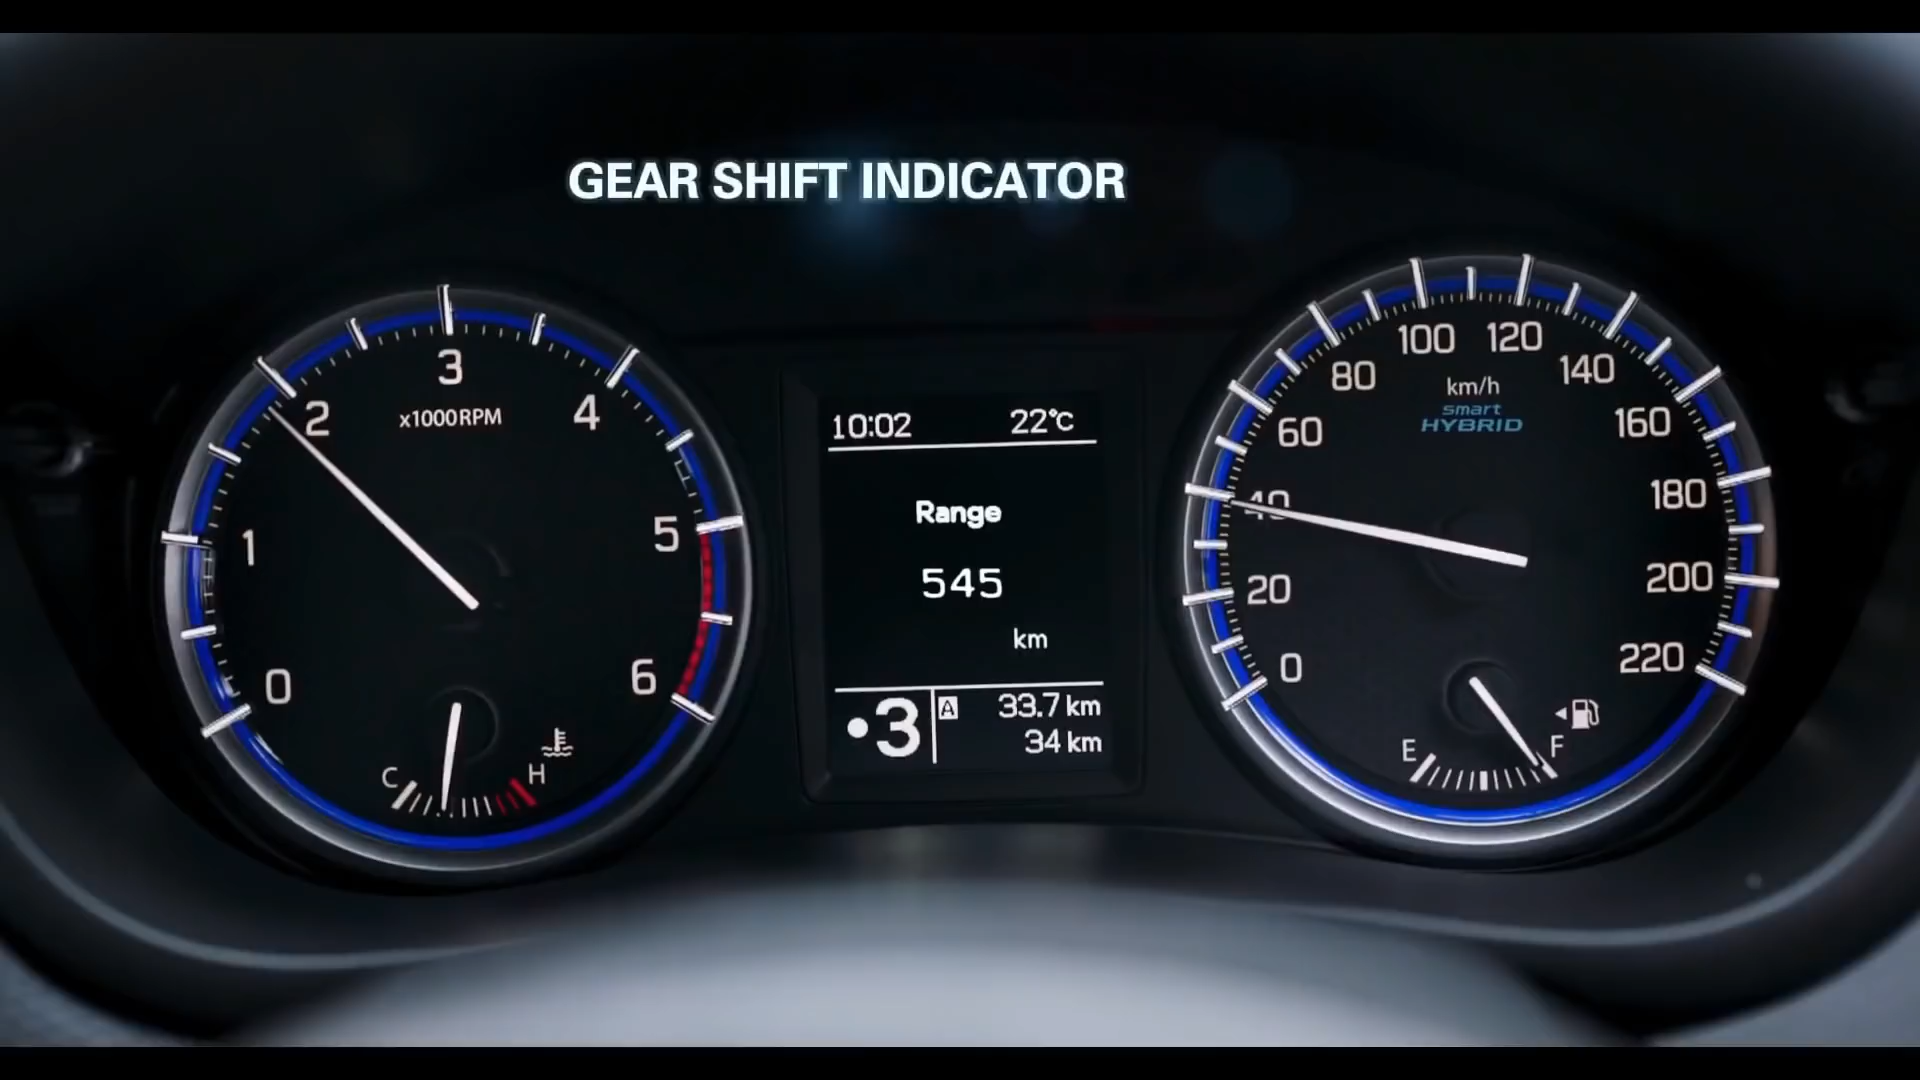 GEAR SHIFT INDICATOR
0
1
2
3
4
5
6
x1000RPM
C
H
10:02 22°C
Range
545
km
•3
A 33.7 km
34 km
0
20
40
60
80
100
120
140
160
180
200
220
km/h
smart
HYBRID
E
F